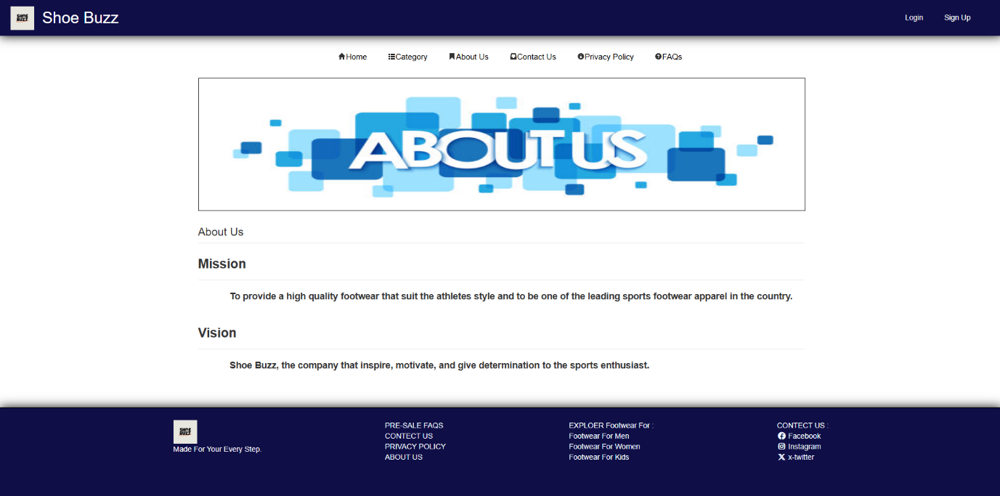 SHOE BUZZ Shoe Buzz Login Sign Up
Home Category About Us Contact Us Privacy Policy FAQs
ABOUT US
About Us
Mission
To provide a high quality footwear that suit the athletes style and to be one of the leading sports footwear apparel in the country.
Vision
Shoe Buzz, the company that inspire, motivate, and give determination to the sports enthusiast.
SHOE BUZZ
Made For Your Every Step.
PRE-SALE FAQS
CONTECT US
PRIVACY POLICY
ABOUT US
EXPLOER Footwear For :
Footwear For Men
Footwear For Women
Footwear For Kids
CONTECT US :
Facebook
Instagram
x-twitter